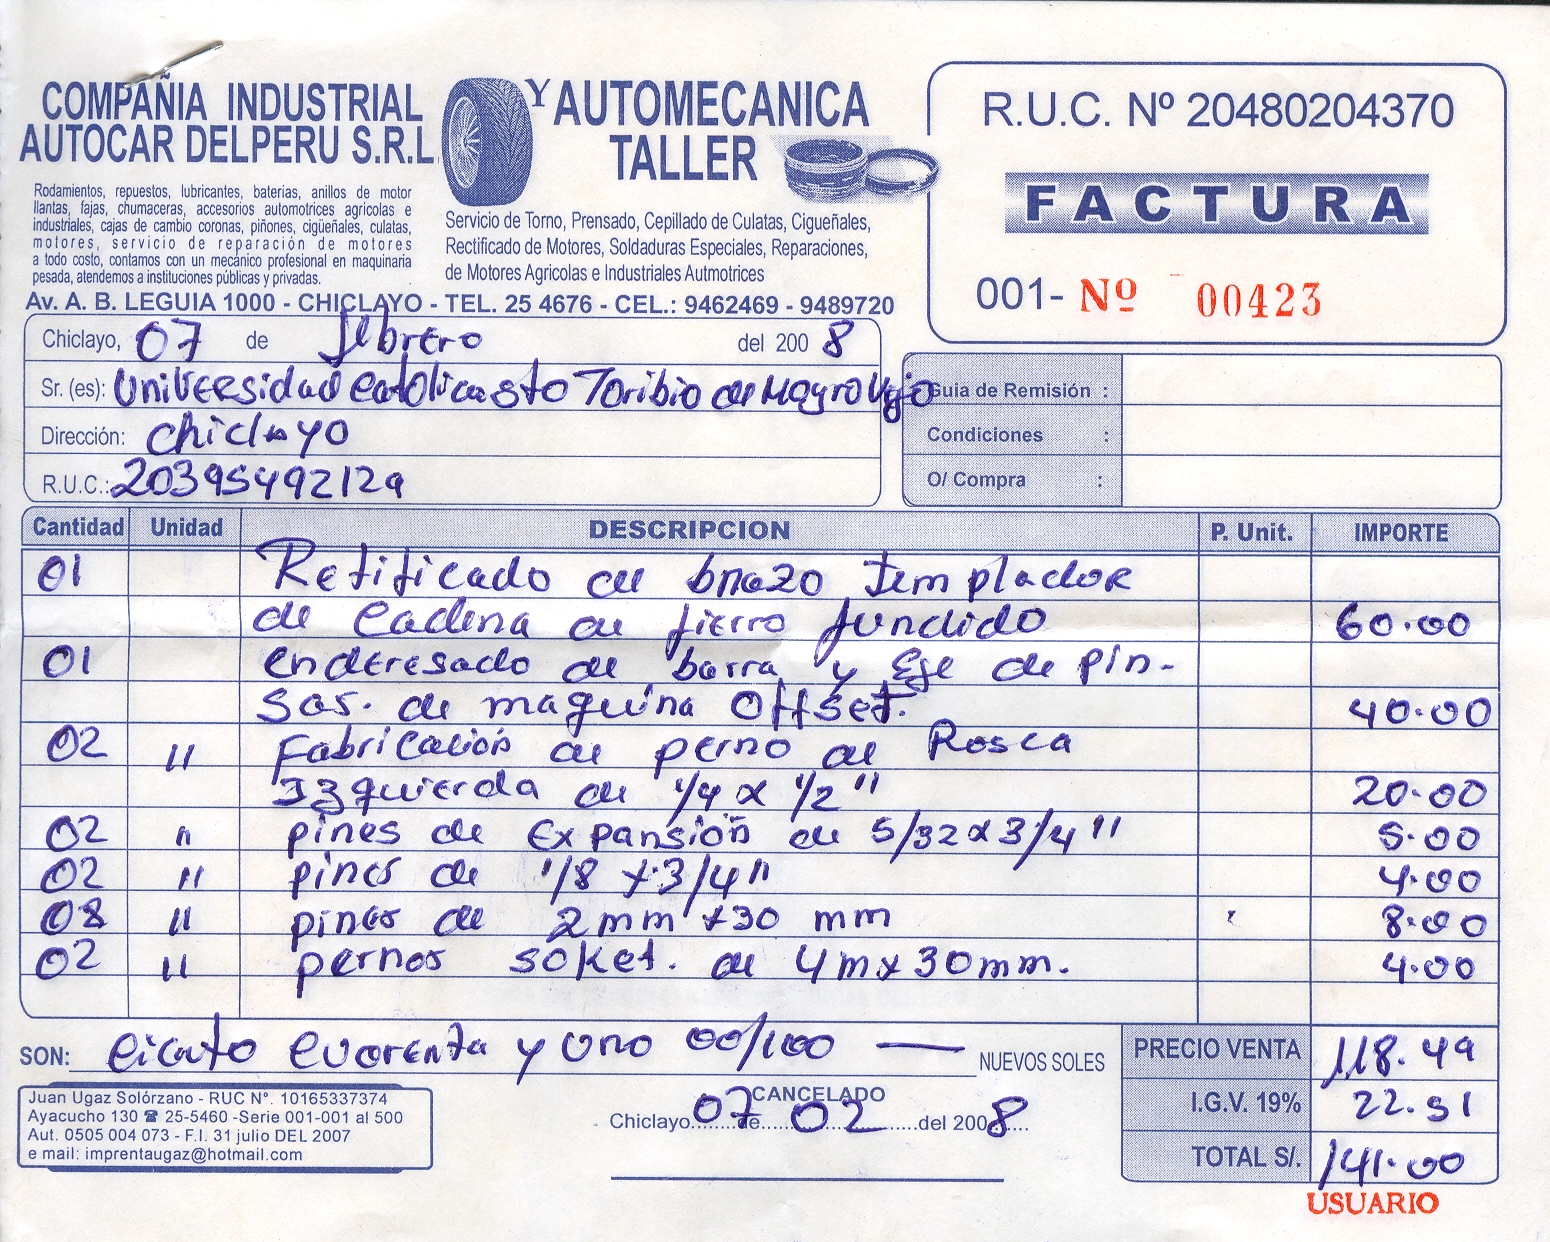 COMPAÑIA INDUSTRIAL
AUTOCAR DELPERU S.R.L.
Y AUTOMECANICA
TALLER
Rodamientos, repuestos, lubricantes, baterias, anillos de motor
llantas, fajas, chumaceras, accesorios automotrices agrícolas e
industriales, cajas de cambio coronas, piñones, cigüeñales, culatas,
motores, servicio de reparación de motores
a todo costo, contamos con un mecánico profesional en maquinaria
pesada, atendemos a instituciones públicas y privadas.
Servicio de Torno, Prensado, Cepillado de Culatas, Cigueñales,
Rectificado de Motores, Soldaduras Especiales, Reparaciones,
de Motores Agricolas e Industriales Autmotrices
Av. A. B. LEGUIA 1000 - CHICLAYO - TEL. 25 4676 - CEL.: 9462469 - 9489720
R.U.C. Nº 20480204370
FACTURA
001- Nº 00423
Chiclayo, 07 de febrero del 2008
Sr. (es): Universidad Catolica sto Toribio de Mogrovejo
Dirección: chiclayo
R.U.C.: 20395492129
Guia de Remisión :
Condiciones :
O/ Compra :
Cantidad Unidad DESCRIPCION P. Unit. IMPORTE
01 Retificado de brazo Templador
de Cadena de fierro fundido 60.00
01 enderesado de barra y Eje de pin-
sas. de maquina Offset. 40.00
02 " Fabricacion de perno de Rosca
Izquierda de 1/4 x 1/2" 20.00
02 " pines de Expansión de 5/32 x 3/4" 5.00
02 " pines de "1/8 x 3/4" 4.00
08 " pines de 2mm x 30 mm 8.00
02 " pernos soket. de 4m x 30mm. 4.00
SON: ciento cuarenta y uno 00/100 NUEVOS SOLES
PRECIO VENTA 118.49
I.G.V. 19% 22.51
TOTAL S/. 141.00
CANCELADO
Chiclayo 07 de 02 del 2008
Juan Ugaz Solórzano - RUC N°. 10165337374
Ayacucho 130 ☎ 25-5460 -Serie 001-001 al 500
Aut. 0505 004 073 - F.I. 31 julio DEL 2007
e mail: imprentaugaz@hotmail.com
USUARIO